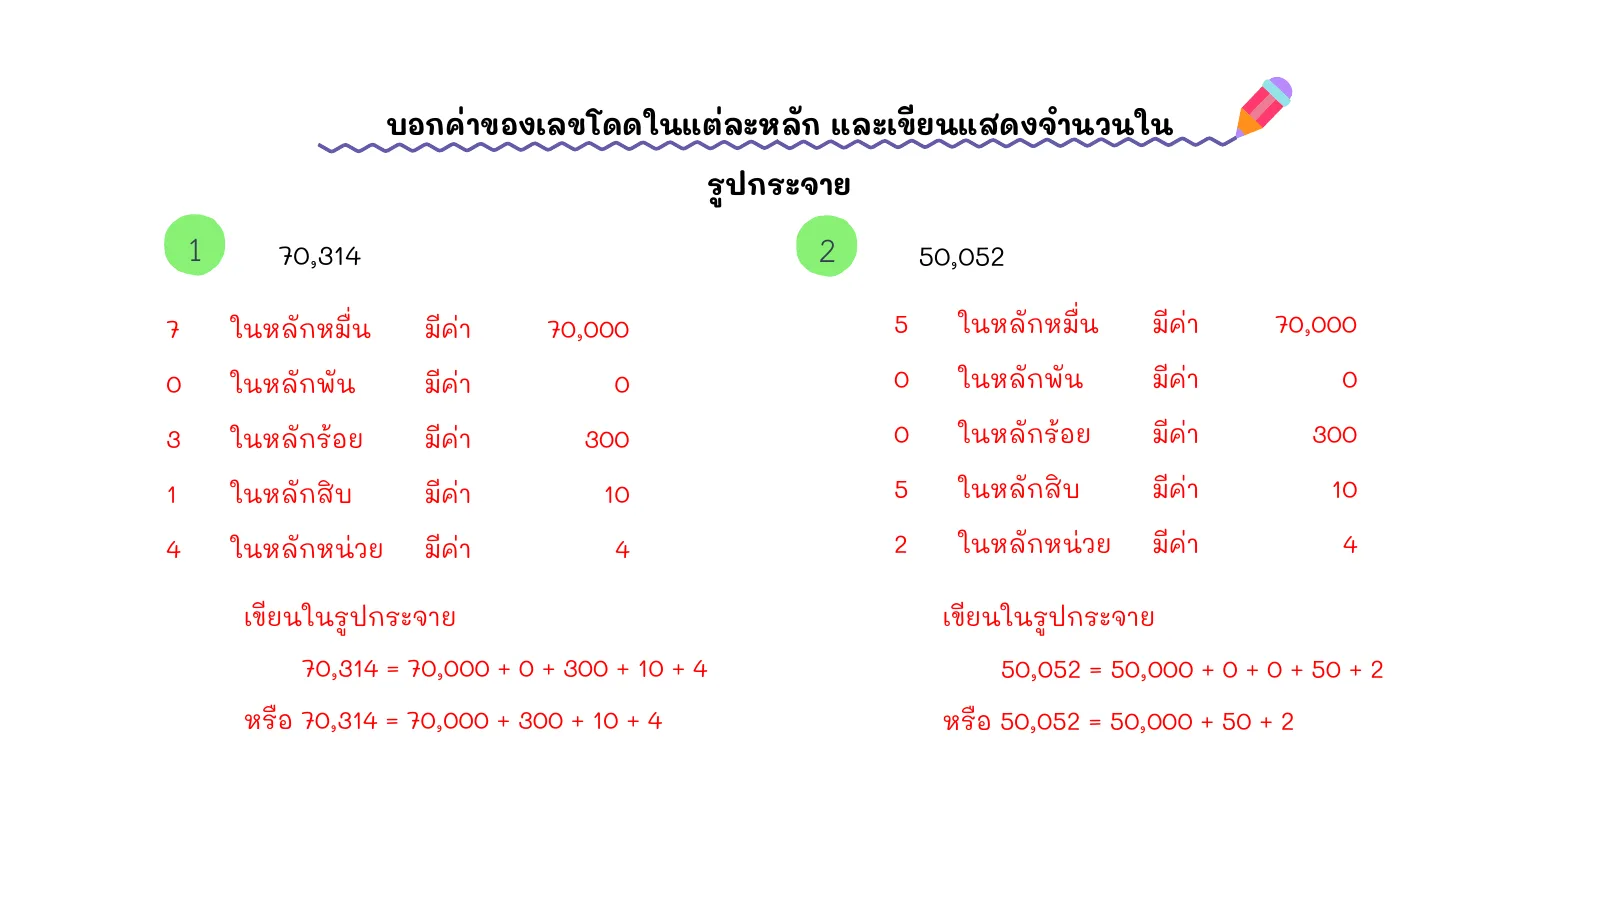 บอกค่าของเลขโดดในแต่ละหลัก และเขียนแสดงจำนวนใน
รูปกระจาย
1 70,314
7 ในหลักหมื่น มีค่า 70,000
0 ในหลักพัน มีค่า 0
3 ในหลักร้อย มีค่า 300
1 ในหลักสิบ มีค่า 10
4 ในหลักหน่วย มีค่า 4
เขียนในรูปกระจาย
70,314 = 70,000 + 0 + 300 + 10 + 4
หรือ 70,314 = 70,000 + 300 + 10 + 4
2 50,052
5 ในหลักหมื่น มีค่า 70,000
0 ในหลักพัน มีค่า 0
0 ในหลักร้อย มีค่า 300
5 ในหลักสิบ มีค่า 10
2 ในหลักหน่วย มีค่า 4
เขียนในรูปกระจาย
50,052 = 50,000 + 0 + 0 + 50 + 2
หรือ 50,052 = 50,000 + 50 + 2